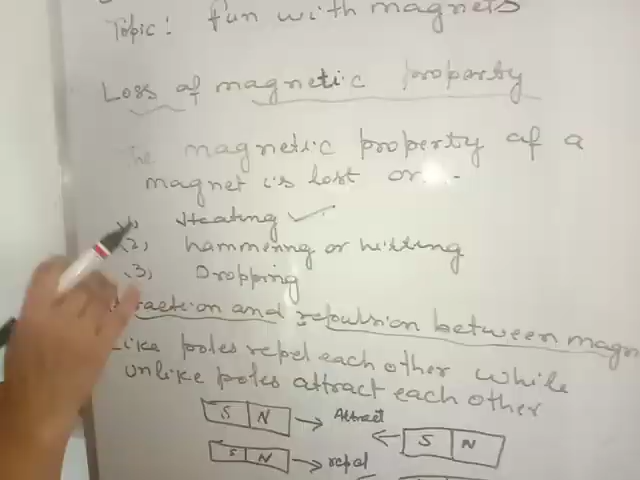 Topic: fun with magnets
Loss of magnetic property
The magnetic property of a
magnet is lost or..
1, Heating ✓
(2, hammering or hitting
(3, Dropping
raction and repulsion between magn
Like poles repel each other while
unlike poles attract each other
S N → Attract
← S N
S N → repel